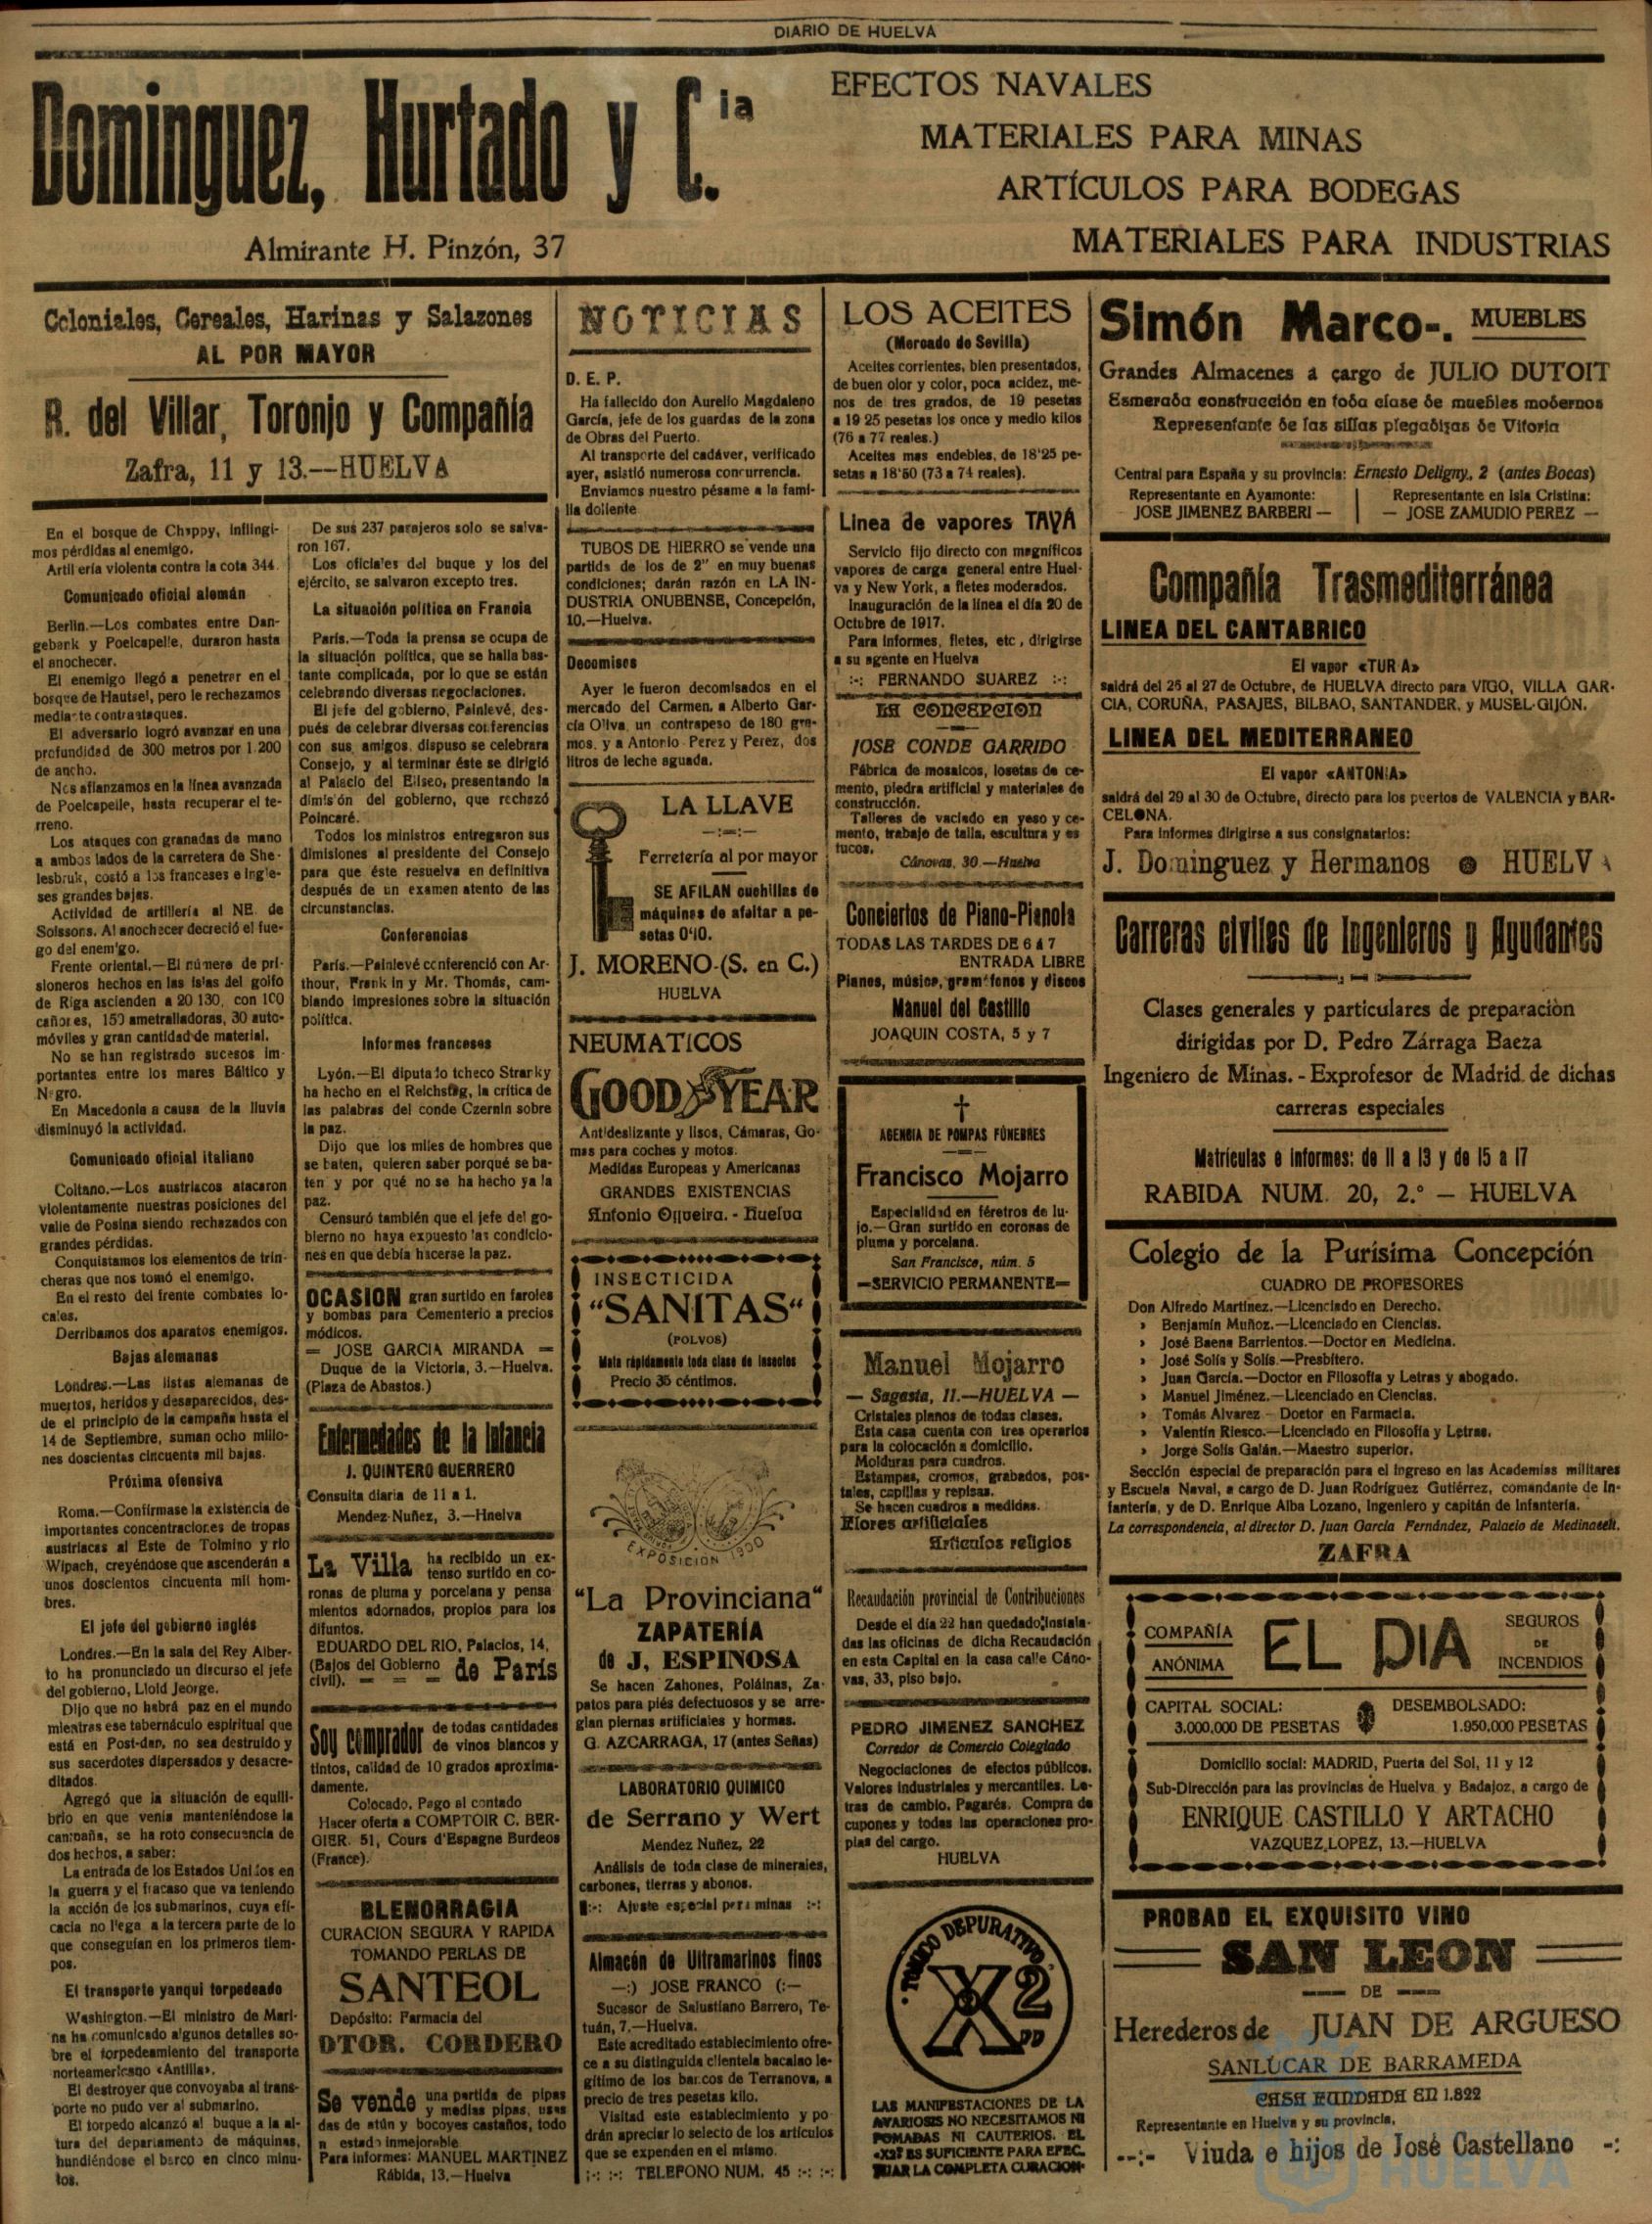 DIARIO DE HUELVA
Dominguez, Hurtado y C.ia
Almirante H. Pinzón, 37
EFECTOS NAVALES
MATERIALES PARA MINAS
ARTÍCULOS PARA BODEGAS
MATERIALES PARA INDUSTRIAS
Coloniales, Cereales, Harinas y Salazones
AL POR MAYOR
R. del Villar, Toronjo y Compañía
Zafra, 11 y 13.--HUELVA
En el bosque de Chappy, inflingi-
mos pérdidas al enemigo.
Artillería violenta contra la cota 344.
Comunicado oficial alemán
Berlin.—Los combates entre Dan-
gebark y Poelcapelle, duraron hasta
el anochecer.
El enemigo llegó a penetrar en el
bosque de Hautsel, pero le rechazamos
mediante contraataques.
El adversario logró avanzar en una
profundidad de 300 metros por 1.200
de ancho.
Nos afianzamos en la línea avanzada
de Poelcapelle, hasta recuperar el te-
rreno.
Los ataques con granadas de mano
a ambos lados de la carretera de She-
lesbruk, costó a los franceses e ingle-
ses grandes bajas.
Actividad de artillería al NE. de
Soissons. Al anochecer decreció el fue-
go del enemigo.
Frente oriental.—El número de pri-
sioneros hechos en las islas del golfo
de Riga ascienden a 20 130, con 100
cañones, 150 ametralladoras, 30 auto-
móviles y gran cantidad de material.
No se han registrado sucesos im-
portantes entre los mares Báltico y
Negro.
En Macedonia a causa de la lluvia
disminuyó la actividad.
Comunicado oficial italiano
Coltano.—Los austriacos atacaron
violentamente nuestras posiciones del
valle de Posina siendo rechazados con
grandes pérdidas.
Conquistamos los elementos de trin-
cheras que nos tomó el enemigo.
En el resto del frente combates lo-
cales.
Derribamos dos aparatos enemigos.
Bajas alemanas
Londres.—Las listas alemanas de
muertos, heridos y desaparecidos, des-
de el principio de la campaña hasta el
14 de Septiembre, suman ocho millo-
nes doscientas cincuenta mil bajas.
Próxima ofensiva
Roma.—Confirmase la existencia de
importantes concentraciones de tropas
austriacas al Este de Tolmino y rio
Wipach, creyéndose que ascenderán a
unos doscientos cincuenta mil hom-
bres.
El jefe del gobierno inglés
Londres.—En la sala del Rey Alber-
to ha pronunciado un discurso el jefe
del gobierno, Lloid Jeorge.
Dijo que no habrá paz en el mundo
mientras ese tabernáculo espiritual que
está en Post-dan, no sea destruido y
sus sacerdotes dispersados y desacre-
ditados.
Agregó que la situación de equili-
brio en que venía manteniéndose la
campaña, se ha roto consecuencia de
dos hechos, a saber:
La entrada de los Estados Unidos en
la guerra y el fracaso que va teniendo
la acción de los submarinos, cuya efi-
cacia no llega a la tercera parte de lo
que conseguían en los primeros tiem-
pos.
El transporte yanqui torpedeado
Washington.—El ministro de Mari-
na ha comunicado algunos detalles so-
bre el torpedeamiento del transporte
norteamericano «Antilla».
El destroyer que convoyaba al trans-
porte no pudo ver al submarino.
El torpedo alcanzó al buque a la al-
tura del departamento de máquinas,
hundiéndose el barco en cinco minu-
tos.
De sus 237 pasajeros solo se salva-
ron 167.
Los oficiales del buque y los del
ejército, se salvaron excepto tres.
La situación política en Francia
París.—Toda la prensa se ocupa de
la situación política, que se halla bas-
tante complicada, por lo que se están
celebrando diversas negociaciones.
El jefe del gobierno, Painlevé, des-
pués de celebrar diversas conferencias
con sus amigos, dispuso se celebrara
Consejo, y al terminar éste se dirigió
al Palacio del Elíseo, presentando la
dimisión del gobierno, que rechazó
Poincaré.
Todos los ministros entregaron sus
dimisiones al presidente del Consejo
para que éste resuelva en definitiva
después de un examen atento de las
circunstancias.
Conferencias
París.—Painlevé conferenció con Ar-
thour, Frank in y Mr. Thomás, cam-
biando impresiones sobre la situación
política.
Informes franceses
Lyón.—El diputado tcheco Strarky
ha hecho en el Reichstag, la crítica de
las palabras del conde Czernin sobre
la paz.
Dijo que los miles de hombres que
se baten, quieren saber porqué se ba-
ten y por qué no se ha hecho ya la
paz.
Censuró también que el jefe del go-
bierno no haya expuesto las condicio-
nes en que debía hacerse la paz.
OCASION gran surtido en faroles
y bombas para Cementerio a precios
módicos.
= JOSE GARCIA MIRANDA =
Duque de la Victoria, 3.—Huelva.
(Plaza de Abastos.)
Enfermedades de la Infancia
J. QUINTERO GUERRERO
Consulta diaria de 11 a 1.
Mendez Nuñez, 3.—Hnelva
La Villa ha recibido un ex-
tenso surtido en co-
ronas de pluma y porcelana y pensa
mientos adornados, propios para los
difuntos.
EDUARDO DEL RIO, Palacios, 14,
(Bajos del Gobierno
civil). = = = de París
Soy comprador de todas cantidades
de vinos blancos y
tintos, calidad de 10 grados aproxima-
damente.
Colocado, Pago al contado
Hacer oferta a COMPTOIR C. BER-
GIER. 51, Cours d'Espagne Burdeos
(France).
BLENORRAGIA
CURACION SEGURA Y RAPIDA
TOMANDO PERLAS DE
SANTEOL
Depósito: Farmacia del
DTOR. CORDERO
Se vende una partida de pipas
y medias pipas, usa
das de atún y bocoyes castaños, todo
n estado inmejorable
Para informes: MANUEL MARTINEZ
Rábida, 13.—Huelva
NOTICIAS
D. E. P.
Ha fallecido don Aurelio Magdaleno
García, jefe de los guardas de la zona
de Obras del Puerto.
Al transporte del cadáver, verificado
ayer, asistió numerosa concurrencia.
Enviamos nuestro pésame a la fami-
lia doliente
TUBOS DE HIERRO se vende una
partida de los de 2" en muy buenas
condiciones; darán razón en LA IN-
DUSTRIA ONUBENSE, Concepción,
10.—Huelva.
Decomisos
Ayer le fueron decomisados en el
mercado del Carmen, a Alberto Gar-
cía Oliva, un contrapeso de 180 gra-
mos, y a Antonio Perez y Perez, dos
litros de leche aguada.
LA LLAVE
—:=:—
Ferretería al por mayor
SE AFILAN cuchillas de
máquinas de afeitar a pe-
setas 0'10.
J. MORENO-(S. en C.)
HUELVA
NEUMATICOS
GOODYEAR
Antideslizante y lisos, Cámaras, Go-
mas para coches y motos.
Medidas Europeas y Americanas
GRANDES EXISTENCIAS
Antonio Oliveira. - Huelva
INSECTICIDA
"SANITAS"
(POLVOS)
Mata rápidamente toda clase de insectos
Precio 35 céntimos.
EXPOSICION 1900
"La Provinciana"
ZAPATERÍA
de J. ESPINOSA
Se hacen Zahones, Poláinas, Za-
patos para piés defectuosos y se arre-
glan piernas artificiales y hormas.
G. AZCARRAGA, 17 (antes Señas)
LABORATORIO QUIMICO
de Serrano y Wert
Mendez Nuñez, 22
Análisis de toda clase de minerales,
carbones, tierras y abonos.
:-: Ajuste especial para minas :-:
Almacén de Ultramarinos finos
—:) JOSE FRANCO (:—
Sucesor de Salustiano Barrero, Te-
tuán, 7.—Huelva.
Este acreditado establecimiento ofre-
ce a su distinguida clientela bacalao le-
gítimo de los barcos de Terranova, a
precio de tres pesetas kilo.
Visitad este establecimiento y po
drán apreciar lo selecto de los artículos
que se expenden en el mismo.
:-: :-: TELEFONO NUM. 45 :-: :-:
LOS ACEITES
(Mercado de Sevilla)
Aceites corrientes, bien presentados,
de buen olor y color, poca acidez, me-
nos de tres grados, de 19 pesetas
a 19 25 pesetas los once y medio kilos
(76 a 77 reales.)
Aceites mas endebles, de 18'25 pe-
setas a 18'50 (73 a 74 reales).
Linea de vapores TAYÁ
Servicio fijo directo con magníficos
vapores de carga general entre Huel-
va y New York, a fletes moderados.
Inauguración de la línea el día 20 de
Octubre de 1917.
Para informes, fletes, etc , dirigirse
a su agente en Huelva
:-: FERNANDO SUAREZ :-:
LA CONCEPCION
JOSE CONDE GARRIDO
Fábrica de mosaicos, losetas de ce-
mento, piedra artificial y materiales de
construcción.
Talleres de vaciado en yeso y ce-
mento, trabajo de talla, escultura y es
tucos.
Cánovas, 30.—Huelva
Conciertos de Piano-Pianola
TODAS LAS TARDES DE 6 á 7
ENTRADA LIBRE
Pianos, música, gramófonos y discos
Manuel del Castillo
JOAQUIN COSTA, 5 y 7
AGENCIA DE POMPAS FÚNEBRES
Francisco Mojarro
Especialidad en féretros de lu-
jo.—Gran surtido en coronas de
pluma y porcelana.
San Francisco, núm. 5
=SERVICIO PERMANENTE=
Manuel Mojarro
— Sagasta, 11.—HUELVA —
Cristales planos de todas clases.
Esta casa cuenta con tres operarios
para la colocación a domicilio.
Molduras para cuadros.
Estampas, cromos, grabados, pos-
tales, capillas y repisas.
Se hacen cuadros a medidas.
Flores artificiales
Artículos religios
Recaudación provincial de Contribuciones
Desde el día 22 han quedado instala-
das las oficinas de dicha Recaudación
en esta Capital en la casa calle Cáno-
vas, 33, piso bajo.
PEDRO JIMENEZ SANCHEZ
Corredor de Comercio Colegiado
Negociaciones de efectos públicos.
Valores industriales y mercantiles. Le-
tras de cambio. Pagarés. Compra de
cupones y todas las operaciones pro-
pias del cargo.
HUELVA
TOMADO DEPURATIVO
X2
LAS MANIFESTACIONES DE LA
AVARIOSIS NO NECESITAMOS NI
POMADAS NI CAUTERIOS. EL
«X2» ES SUFICIENTE PARA EFEC.
TUAR LA COMPLETA CURACION
Simón Marco-. MUEBLES
Grandes Almacenes a cargo de JULIO DUTOIT
Esmerada construcción en toda clase de muebles modernos
Representante de las sillas plegadizas de Vitoria
Central para España y su provincia: Ernesto Deligny, 2 (antes Bocas)
Representante en Ayamonte:
JOSE JIMENEZ BARBERI —
Representante en Isla Cristina:
— JOSE ZAMUDIO PEREZ —
Compañía Trasmediterránea
LINEA DEL CANTABRICO
El vapor «TURIA»
saldrá del 25 al 27 de Octubre, de HUELVA directo para VIGO, VILLA GAR-
CIA, CORUÑA, PASAJES, BILBAO, SANTANDER, y MUSEL-GIJÓN.
LINEA DEL MEDITERRANEO
El vapor «ANTONIA»
saldrá del 29 al 30 de Octubre, directo para los puertos de VALENCIA y BAR-
CELONA.
Para informes dirigirse a sus consignatarios:
J. Dominguez y Hermanos HUELVA
Carreras civiles de Ingenieros y Ayudantes
Clases generales y particulares de preparación
dirigidas por D. Pedro Zárraga Baeza
Ingeniero de Minas. - Exprofesor de Madrid de dichas
carreras especiales
Matrículas e informes: de 11 a 13 y de 15 a 17
RABIDA NUM. 20, 2.° — HUELVA
Colegio de la Purísima Concepción
CUADRO DE PROFESORES
Don Alfredo Martínez.—Licenciado en Derecho.
» Benjamín Muñoz.—Licenciado en Ciencias.
» José Baena Barrientos.—Doctor en Medicina.
» José Solís y Solís.—Presbítero.
» Juan García.—Doctor en Filosofía y Letras y abogado.
» Manuel Jiménez.—Licenciado en Ciencias.
» Tomás Alvarez — Doctor en Farmacia.
» Valentín Riesco.—Licenciado en Filosofía y Letras.
» Jorge Solís Galán.—Maestro superior.
Sección especial de preparación para el ingreso en las Academias militares
y Escuela Naval, a cargo de D. Juan Rodríguez Gutiérrez, comandante de In-
fantería, y de D. Enrique Alba Lozano, Ingeniero y capitán de Infantería.
La correspondencia, al director D. Juan García Fernández, Palacio de Medinaceli.
ZAFRA
COMPAÑÍA
ANÓNIMA
EL DIA
SEGUROS
DE
INCENDIOS
CAPITAL SOCIAL:
3.000,000 DE PESETAS
DESEMBOLSADO:
1.950,000 PESETAS
Domicilio social: MADRID, Puerta del Sol, 11 y 12
Sub-Dirección para las provincias de Huelva y Badajoz, a cargo de
ENRIQUE CASTILLO Y ARTACHO
VAZQUEZ LOPEZ, 13.—HUELVA
PROBAD EL EXQUISITO VINO
SAN LEON
DE
Herederos de JUAN DE ARGUESO
SANLUCAR DE BARRAMEDA
CASA FUNDADA EN 1.822
Representante en Huelva y su provincia,
--:- Viuda e hijos de José Castellano -:
HUELVA